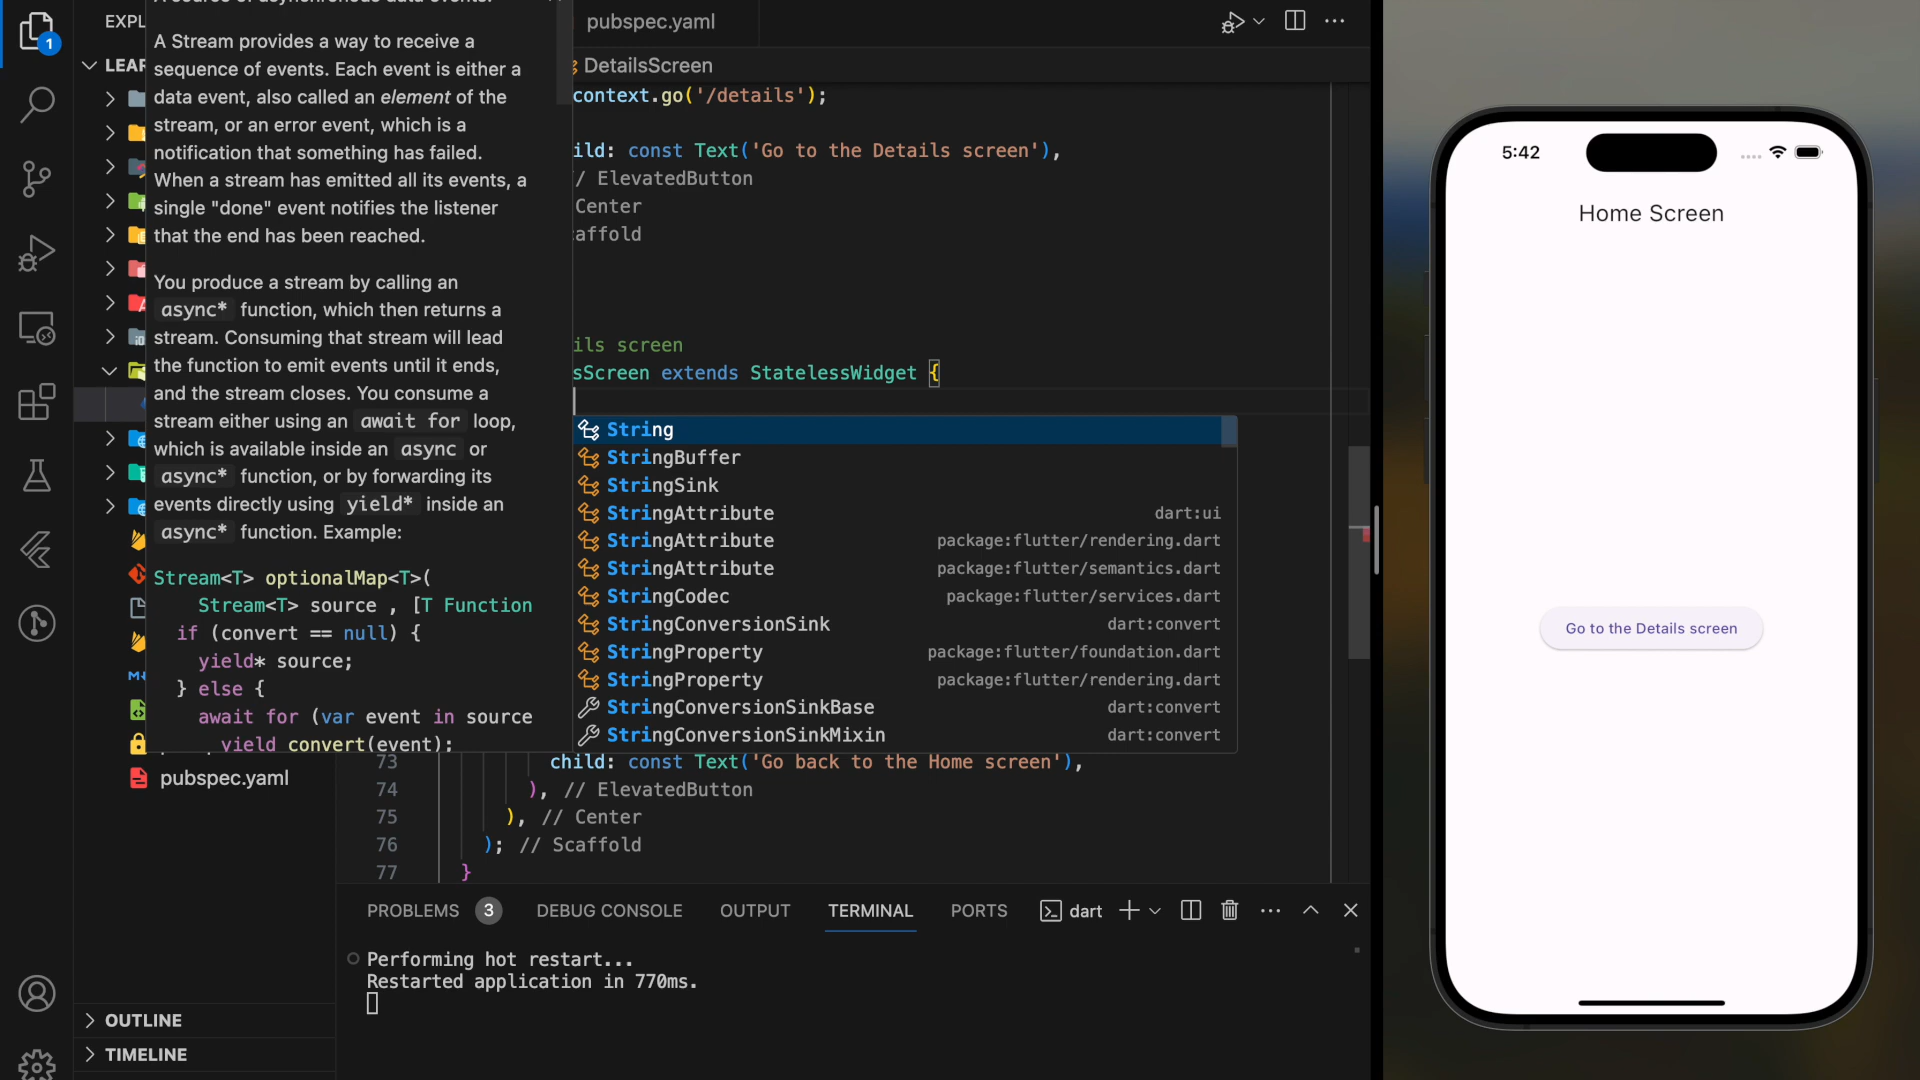 EXPL
1
LEAR
A Stream provides a way to receive a
sequence of events. Each event is either a
data event, also called an element of the
stream, or an error event, which is a
notification that something has failed.
When a stream has emitted all its events, a
single "done" event notifies the listener
that the end has been reached.
You produce a stream by calling an
async* function, which then returns a
stream. Consuming that stream will lead
the function to emit events until it ends,
and the stream closes. You consume a
stream either using an await for loop,
which is available inside an async or
async* function, or by forwarding its
events directly using yield* inside an
async* function. Example:
Stream<T> optionalMap<T>(
Stream<T> source , [T Function
if (convert == null) {
yield* source;
} else {
await for (var event in source
yield convert(event);
pubspec.yaml
OUTLINE
TIMELINE
pubspec.yaml
DetailsScreen
context.go('/details');
ild: const Text('Go to the Details screen'),
/ ElevatedButton
Center
affold
ils screen
sScreen extends StatelessWidget {
String
StringBuffer
StringSink
StringAttribute dart:ui
StringAttribute package:flutter/rendering.dart
StringAttribute package:flutter/semantics.dart
StringCodec package:flutter/services.dart
StringConversionSink dart:convert
StringProperty package:flutter/foundation.dart
StringProperty package:flutter/rendering.dart
StringConversionSinkBase dart:convert
StringConversionSinkMixin dart:convert
73 child: const Text('Go back to the Home screen'),
74 ), // ElevatedButton
75 ), // Center
76 ); // Scaffold
77 }
PROBLEMS 3 DEBUG CONSOLE OUTPUT TERMINAL PORTS dart
Performing hot restart...
Restarted application in 770ms.
5:42
Home Screen
Go to the Details screen